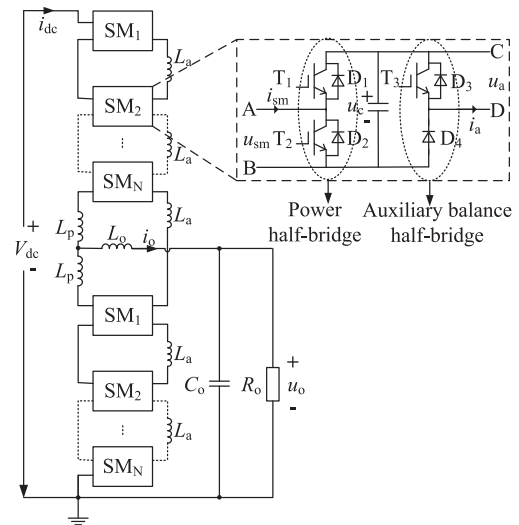 i_dc
SM_1
L_a
SM_2
L_a
SM_N
L_p
L_o
i_o
L_a
V_dc
+
-
L_p
SM_1
L_a
SM_2
C_o
R_o
+
u_o
-
L_a
SM_N
C
T_1
D_1
T_3
D_3
u_a
i_sm
A
+
u_c
-
D
i_a
u_sm
T_2
D_2
D_4
B
Power
half-bridge
Auxiliary balance
half-bridge